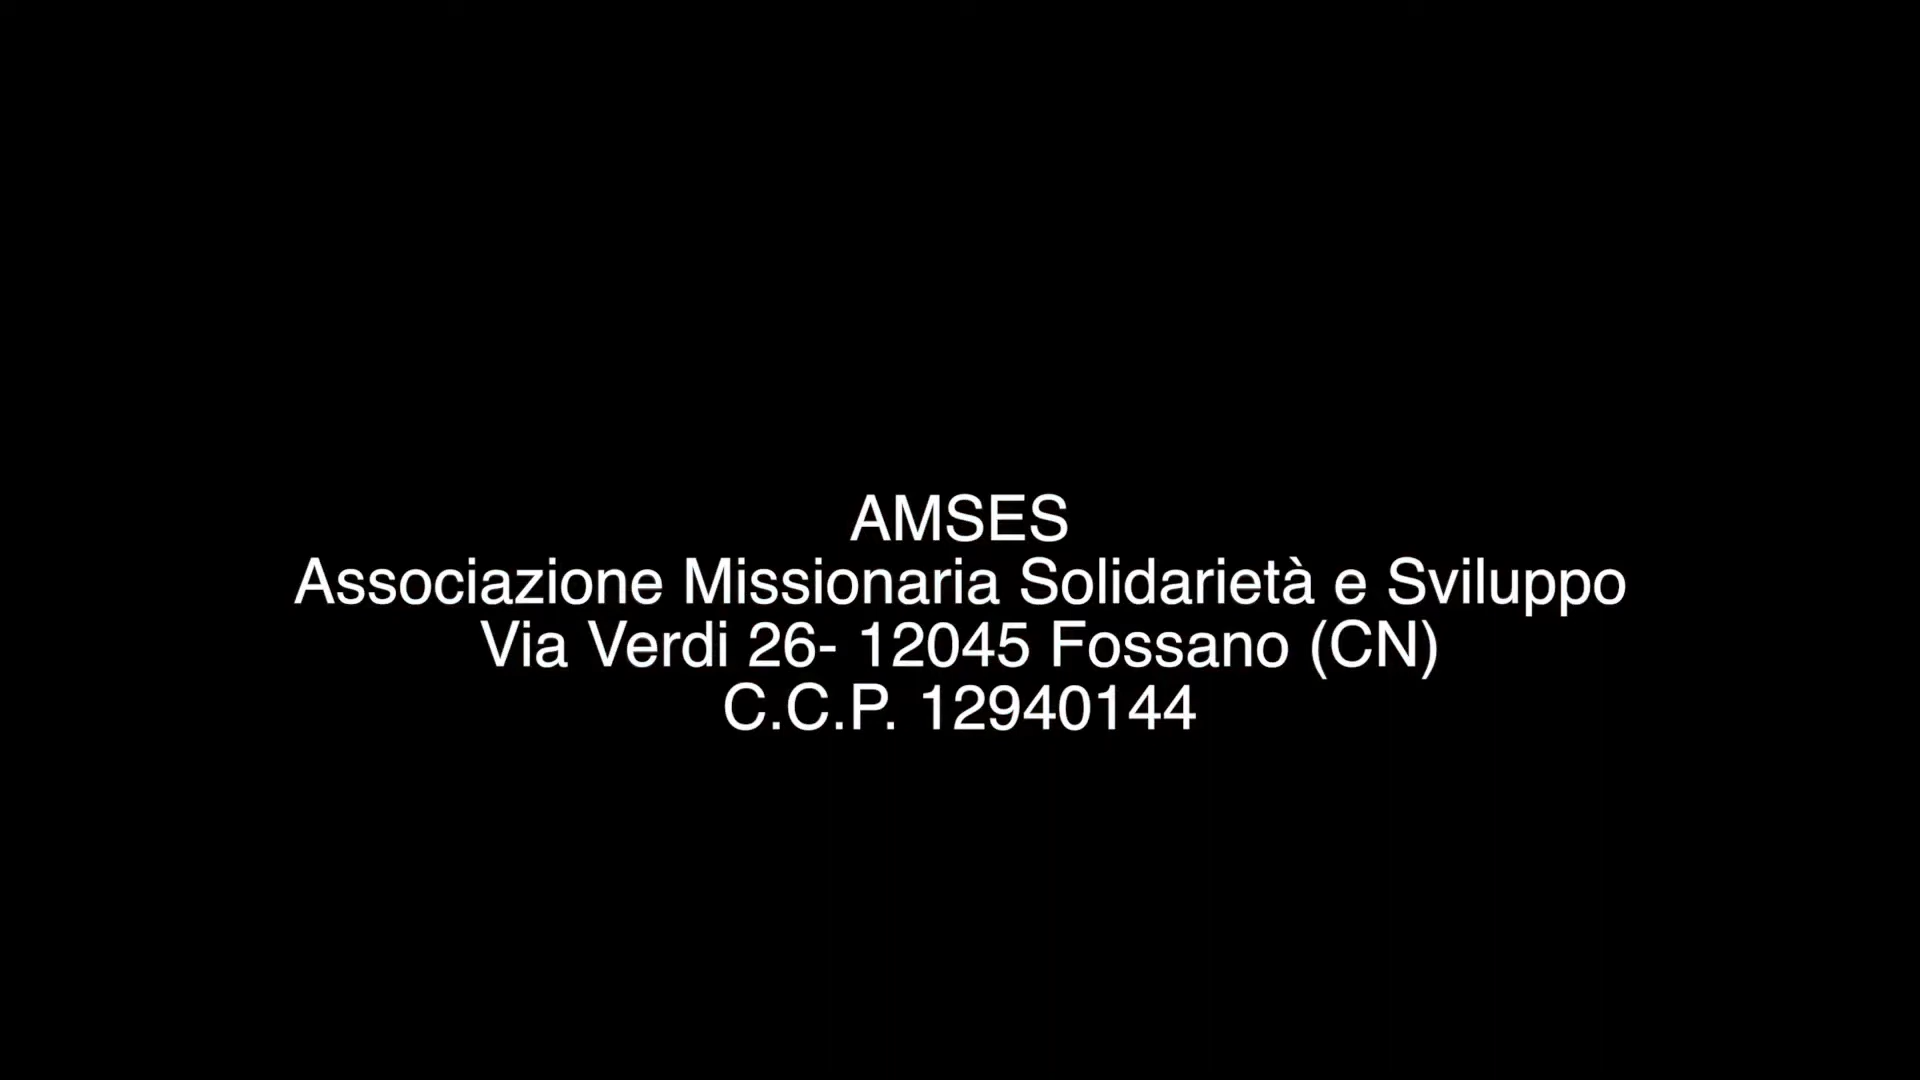 AMSES
Associazione Missionaria Solidarietà e Sviluppo
Via Verdi 26- 12045 Fossano (CN)
C.C.P. 12940144